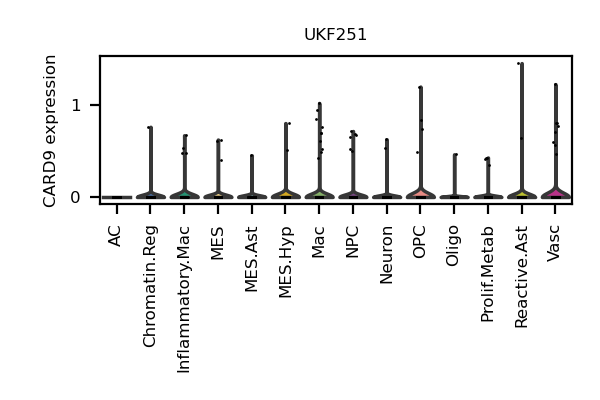 UKF251
CARD9 expression
1
0
AC
Chromatin.Reg
Inflammatory.Mac
MES
MES.Ast
MES.Hyp
Mac
NPC
Neuron
OPC
Oligo
Prolif.Metab
Reactive.Ast
Vasc